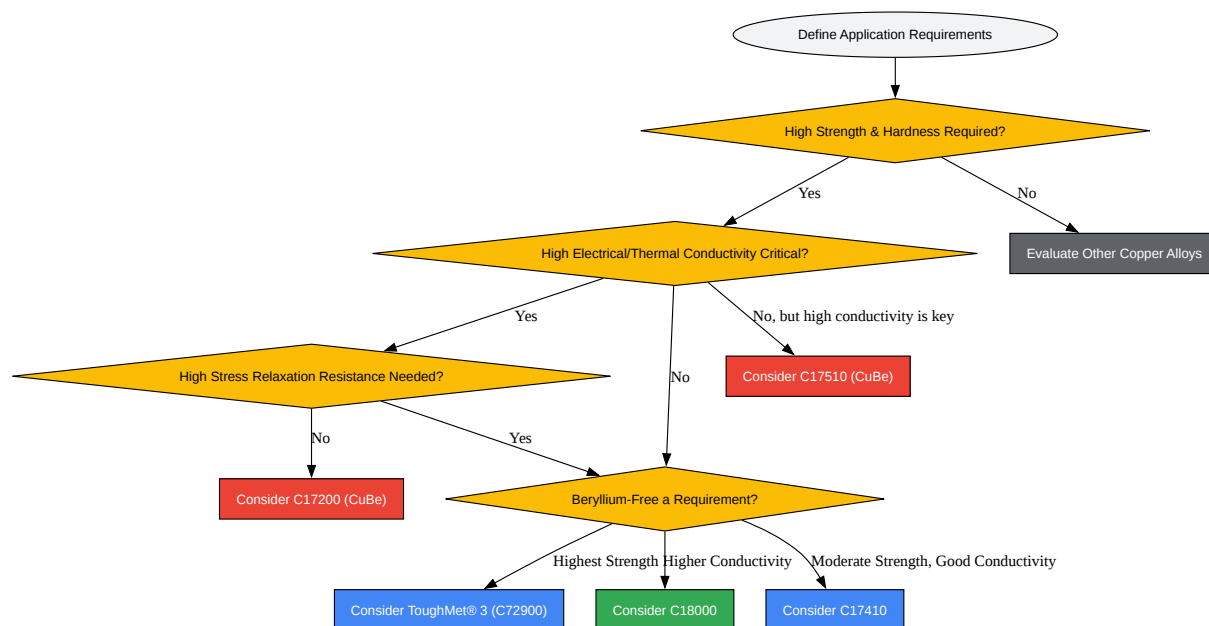 Define Application Requirements
High Strength & Hardness Required?
Yes
No
High Electrical/Thermal Conductivity Critical?
Evaluate Other Copper Alloys
Yes
No, but high conductivity is key
High Stress Relaxation Resistance Needed?
No
Consider C17510 (CuBe)
No
Yes
Consider C17200 (CuBe)
Beryllium-Free a Requirement?
Highest Strength
Higher Conductivity
Moderate Strength, Good Conductivity
Consider ToughMet® 3 (C72900)
Consider C18000
Consider C17410